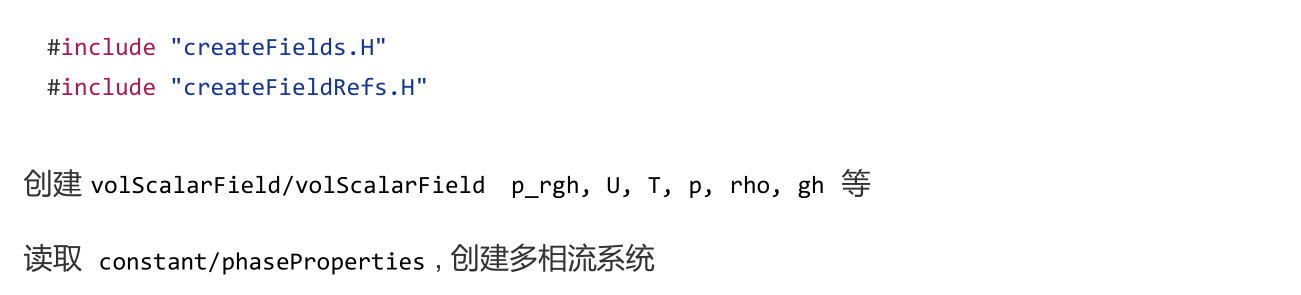 #include "createFields.H"
#include "createFieldRefs.H"
创建 volScalarField/volScalarField p_rgh, U, T, p, rho, gh 等
读取 constant/phaseProperties , 创建多相流系统